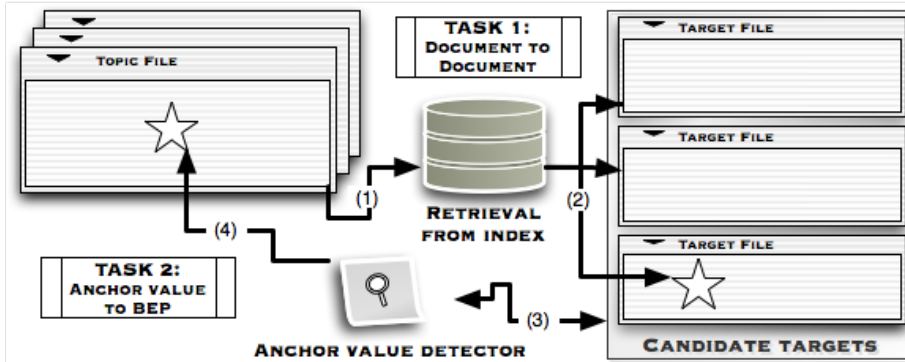 TOPIC FILE
TASK 1:
DOCUMENT TO
DOCUMENT
TARGET FILE
TARGET FILE
(1)
(2)
RETRIEVAL
FROM INDEX
(4)
TARGET FILE
TASK 2:
ANCHOR VALUE
TO BEP
(3)
ANCHOR VALUE DETECTOR
CANDIDATE TARGETS